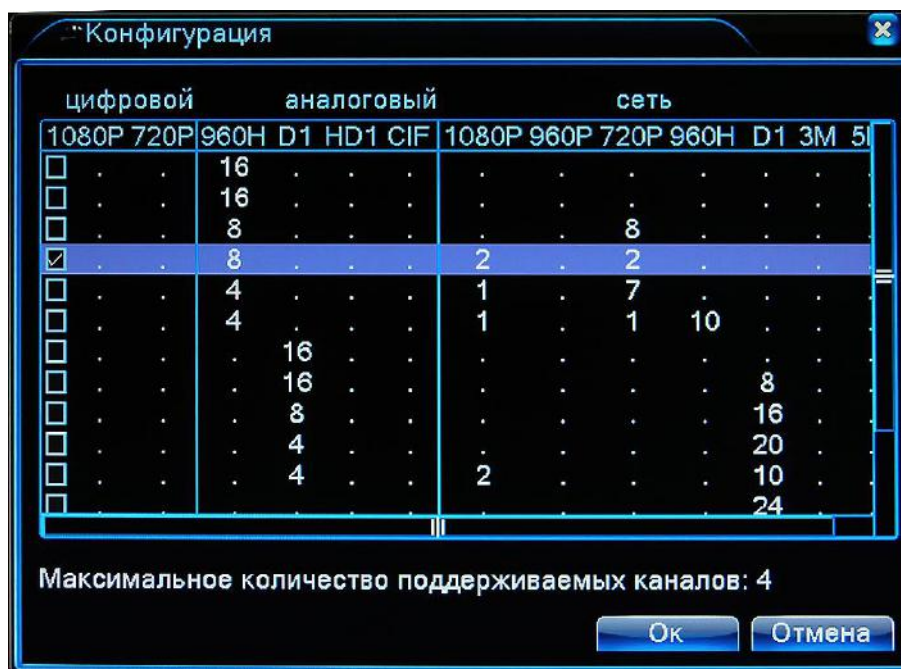 Конфигурация
цифровой аналоговый сеть
1080P 720P 960H D1 HD1 CIF 1080P 960P 720P 960H D1 3M
. . 16 . . . . . . . . .
. . 16 . . . . . . . . .
. . 8 . . . . . 8 . . .
. . 8 . . . 2 . 2 . . .
. . 4 . . . 1 . 7 . . .
. . 4 . . . 1 . 1 10 . .
. . . 16 . . . . . . . .
. . . 16 . . . . . . 8 .
. . . 8 . . . . . . 16 .
. . . 4 . . . . . . 20 .
. . . 4 . . 2 . . . 10 .
24
Максимальное количество поддерживаемых каналов: 4
Ок Отмена